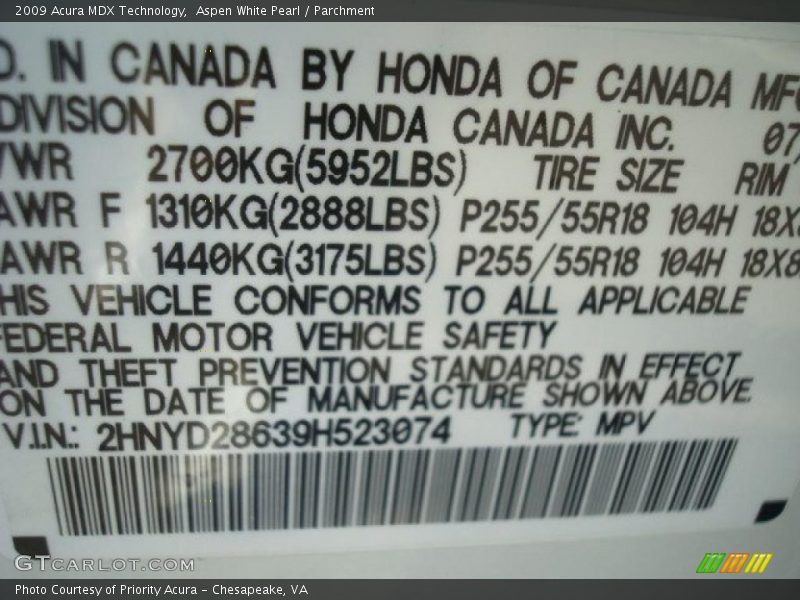 2009 Acura MDX Technology,  Aspen White Pearl / Parchment
D. IN CANADA BY HONDA OF CANADA MFG
DIVISION OF HONDA CANADA INC. 07/
VWR 2700KG(5952LBS) TIRE SIZE RIM
AWR F 1310KG(2888LBS) P255/55R18 104H 18X8
AWR R 1440KG(3175LBS) P255/55R18 104H 18X8
HIS VEHICLE CONFORMS TO ALL APPLICABLE
FEDERAL MOTOR VEHICLE SAFETY
AND THEFT PREVENTION STANDARDS IN EFFECT
ON THE DATE OF MANUFACTURE SHOWN ABOVE.
V.I.N.: 2HNYD28639H523074 TYPE: MPV
GTCARLOT.COM
Photo Courtesy of Priority Acura – Chesapeake, VA